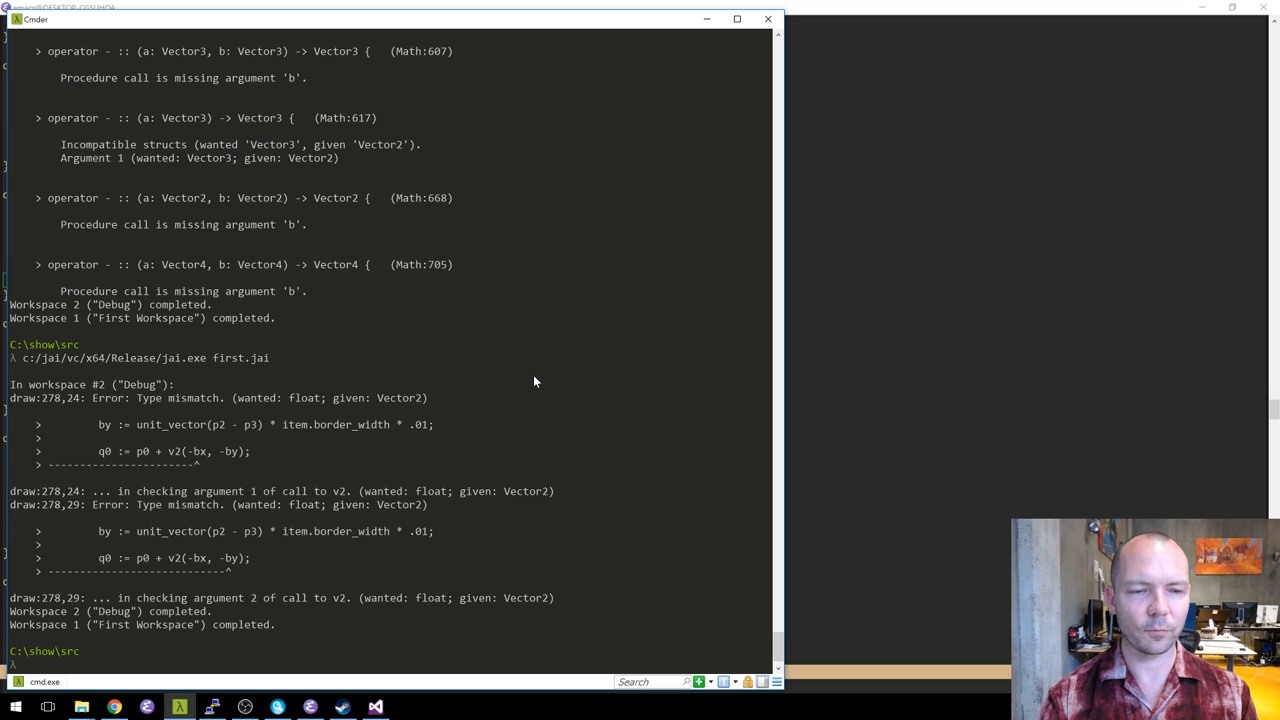 emacs@DESKTOP-CGSUHOA
Cmder
> operator - :: (a: Vector3, b: Vector3) -> Vector3 {   (Math:607)
Procedure call is missing argument 'b'.
> operator - :: (a: Vector3) -> Vector3 {   (Math:617)
Incompatible structs (wanted 'Vector3', given 'Vector2').
Argument 1 (wanted: Vector3; given: Vector2)
> operator - :: (a: Vector2, b: Vector2) -> Vector2 {   (Math:668)
Procedure call is missing argument 'b'.
> operator - :: (a: Vector4, b: Vector4) -> Vector4 {   (Math:705)
Procedure call is missing argument 'b'.
Workspace 2 ("Debug") completed.
Workspace 1 ("First Workspace") completed.
C:\show\src
λ c:/jai/vc/x64/Release/jai.exe first.jai
In workspace #2 ("Debug"):
draw:278,24: Error: Type mismatch. (wanted: float; given: Vector2)
>         by := unit_vector(p2 - p3) * item.border_width * .01;
>
>         q0 := p0 + v2(-bx, -by);
> -----------------------^
draw:278,24: ... in checking argument 1 of call to v2. (wanted: float; given: Vector2)
draw:278,29: Error: Type mismatch. (wanted: float; given: Vector2)
>         by := unit_vector(p2 - p3) * item.border_width * .01;
>
>         q0 := p0 + v2(-bx, -by);
> ----------------------------^
draw:278,29: ... in checking argument 2 of call to v2. (wanted: float; given: Vector2)
Workspace 2 ("Debug") completed.
Workspace 1 ("First Workspace") completed.
C:\show\src
λ
cmd.exe
Search